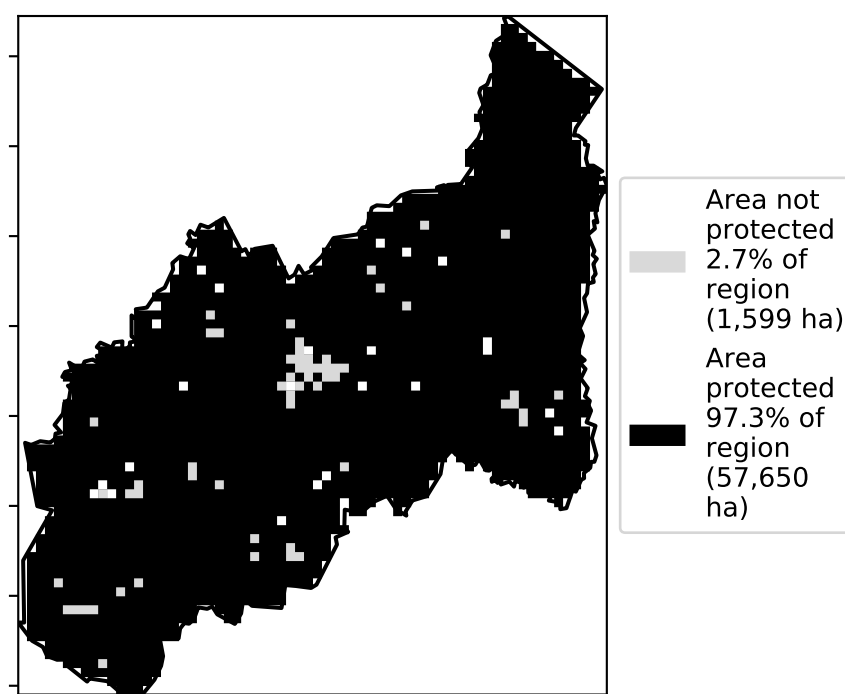 Area not
protected
2.7% of
region
(1,599 ha)
Area
protected
97.3% of
region
(57,650
ha)